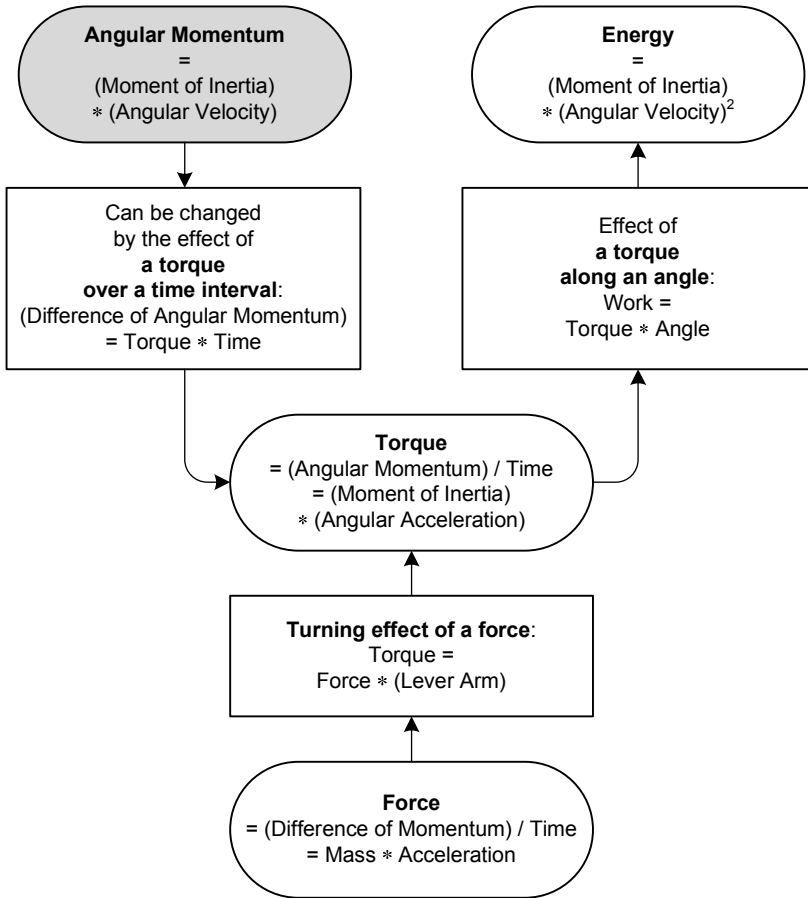 Angular Momentum
=
(Moment of Inertia)
* (Angular Velocity)
Energy
=
(Moment of Inertia)
* (Angular Velocity)²
Can be changed
by the effect of
a torque
over a time interval:
(Difference of Angular Momentum)
= Torque * Time
Effect of
a torque
along an angle:
Work =
Torque * Angle
Torque
= (Angular Momentum) / Time
= (Moment of Inertia)
* (Angular Acceleration)
Turning effect of a force:
Torque =
Force * (Lever Arm)
Force
= (Difference of Momentum) / Time
= Mass * Acceleration